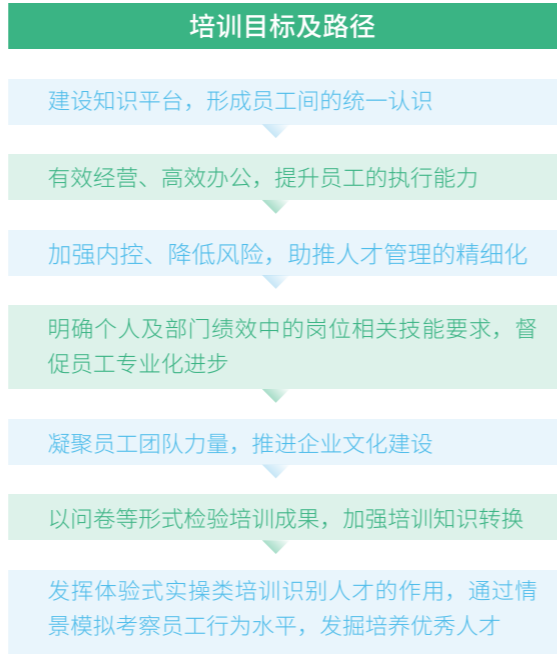 培训目标及路径
建设知识平台，形成员工间的统一认识
有效经营、高效办公，提升员工的执行能力
加强内控、降低风险，助推人才管理的精细化
明确个人及部门绩效中的岗位相关技能要求，督
促员工专业化进步
凝聚员工团队力量，推进企业文化建设
以问卷等形式检验培训成果，加强培训知识转换
发挥体验式实操类培训识别人才的作用，通过情
景模拟考察员工行为水平，发掘培养优秀人才